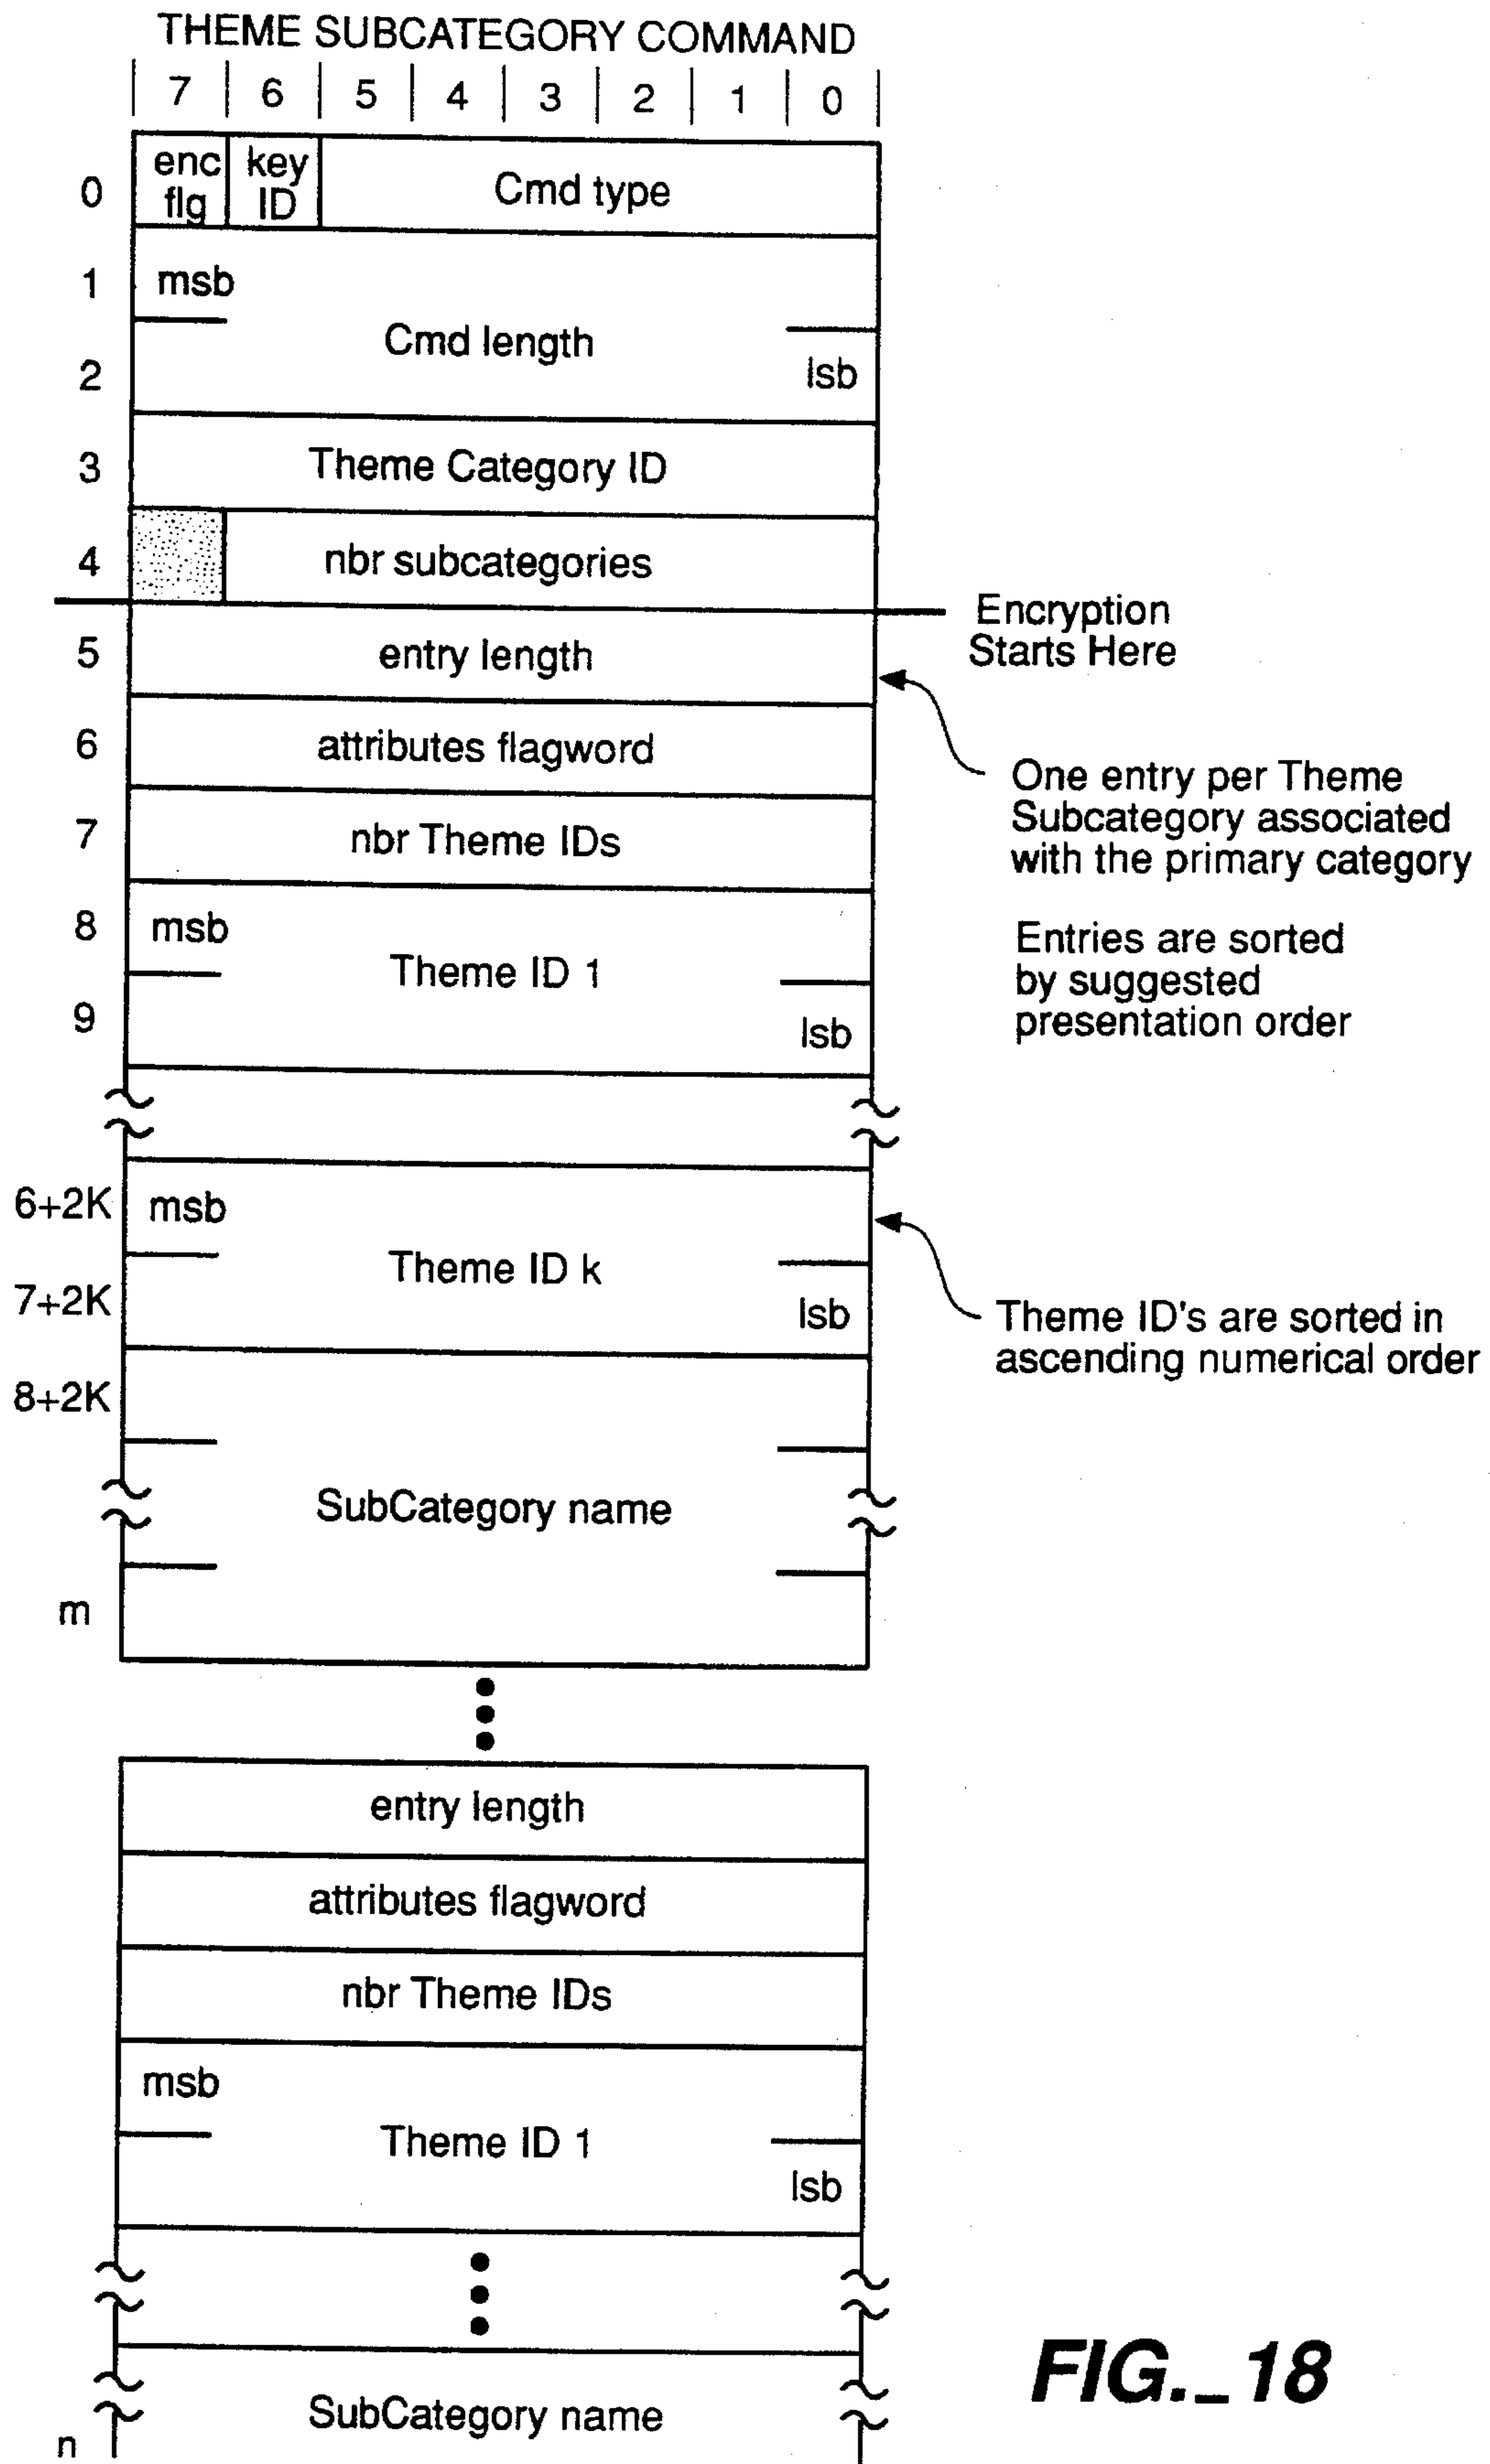 THEME SUBCATEGORY COMMAND
7 6 5 4 3 2 1 0
0 enc flg key ID Cmd type
1 msb
Cmd length
2 lsb
3 Theme Category ID
4 nbr subcategories
Encryption
Starts Here
5 entry length
6 attributes flagword
One entry per Theme
Subcategory associated
with the primary category
7 nbr Theme IDs
8 msb
Entries are sorted
by suggested
presentation order
Theme ID 1
9 lsb
6+2K msb
Theme ID k
7+2K lsb
Theme ID's are sorted in
ascending numerical order
8+2K
SubCategory name
m
entry length
attributes flagword
nbr Theme IDs
msb
Theme ID 1
lsb
SubCategory name
n
FIG._18